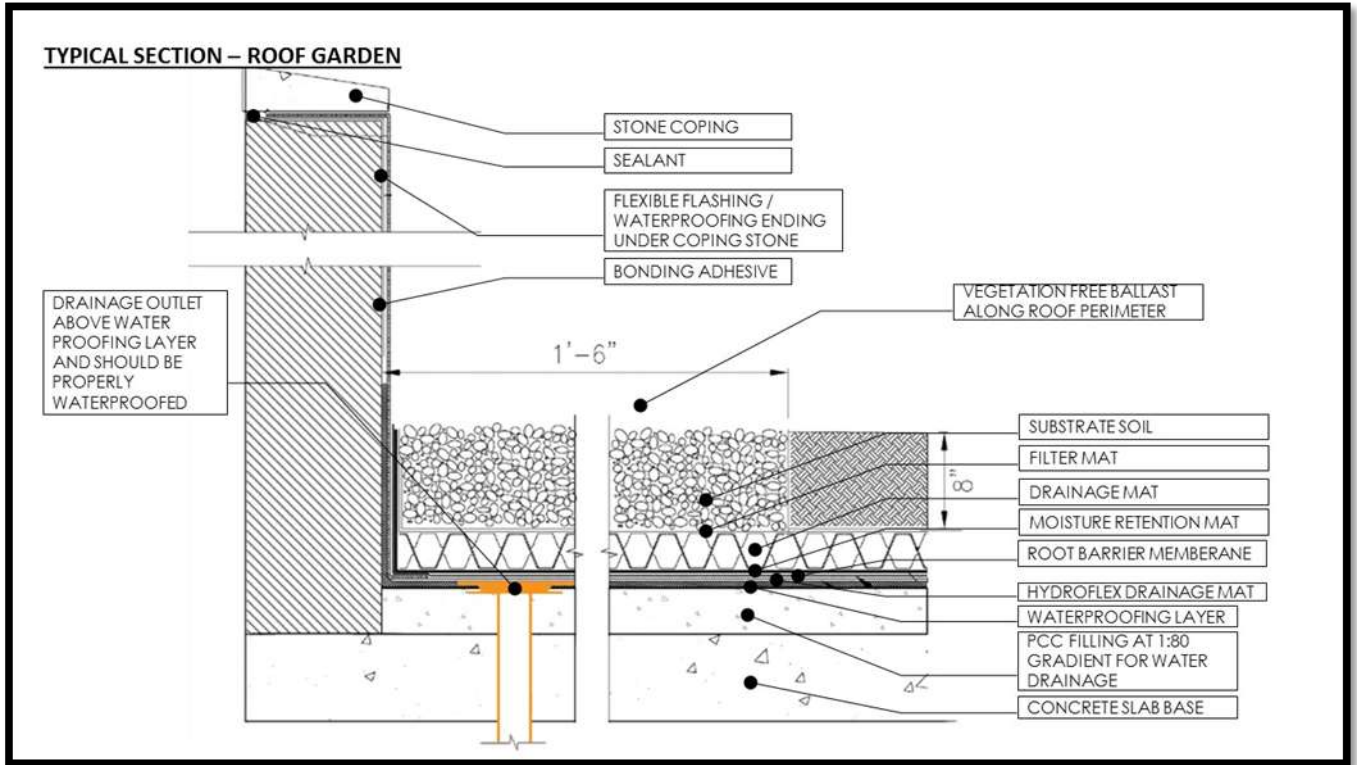 TYPICAL SECTION – ROOF GARDEN
STONE COPING
SEALANT
FLEXIBLE FLASHING /
WATERPROOFING ENDING
UNDER COPING STONE
BONDING ADHESIVE
DRAINAGE OUTLET
ABOVE WATER
PROOFING LAYER
AND SHOULD BE
PROPERLY
WATERPROOFED
VEGETATION FREE BALLAST
ALONG ROOF PERIMETER
1'-6"
SUBSTRATE SOIL
FILTER MAT
DRAINAGE MAT
MOISTURE RETENTION MAT
ROOT BARRIER MEMBERANE
HYDROFLEX DRAINAGE MAT
WATERPROOFING LAYER
PCC FILLING AT 1:80
GRADIENT FOR WATER
DRAINAGE
CONCRETE SLAB BASE
8"